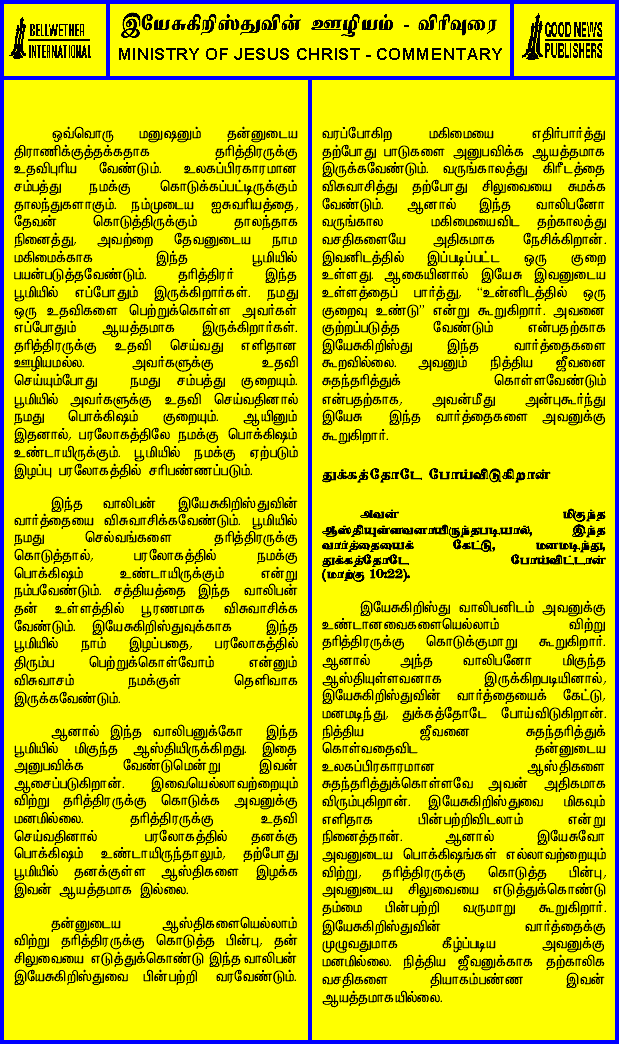 BELLWETHER
INTERNATIONAL
இயேசுகிறிஸ்துவின் ஊழியம் - விரிவுரை
MINISTRY OF JESUS CHRIST - COMMENTARY
GOOD NEWS
PUBLISHERS
ஒவ்வொரு மனுஷனும் தன்னுடைய
திராணிக்குத்தக்கதாக தரித்திரருக்கு
உதவிபுரிய வேண்டும். உலகப்பிரகாரமான
சம்பத்து நமக்கு கொடுக்கப்பட்டிருக்கும்
தாலந்துகளாகும். நம்முடைய ஐசுவரியத்தை,
தேவன் கொடுத்திருக்கும் தாலந்தாக
நினைத்து, அவற்றை தேவனுடைய நாம
மகிமைக்காக இந்த பூமியில்
பயன்படுத்தவேண்டும். தரித்திரர் இந்த
பூமியில் எப்போதும் இருக்கிறார்கள். நமது
ஒரு உதவிகளை பெற்றுக்கொள்ள அவர்கள்
எப்போதும் ஆயத்தமாக இருக்கிறார்கள்.
தரித்திரருக்கு உதவி செய்வது எளிதான
ஊழியமல்ல. அவர்களுக்கு உதவி
செய்யும்போது நமது சம்பத்து குறையும்.
பூமியில் அவர்களுக்கு உதவி செய்வதினால்
நமது பொக்கிஷம் குறையும். ஆயினும்
இதனால், பரலோகத்திலே நமக்கு பொக்கிஷம்
உண்டாயிருக்கும். பூமியில் நமக்கு ஏற்படும்
இழப்பு பரலோகத்தில் சரிபண்ணப்படும்.
இந்த வாலிபன் இயேசுகிறிஸ்துவின்
வார்த்தையை விசுவாசிக்கவேண்டும். பூமியில்
நமது செல்வங்களை தரித்திரருக்கு
கொடுத்தால், பரலோகத்தில் நமக்கு
பொக்கிஷம் உண்டாயிருக்கும் என்று
நம்பவேண்டும். சத்தியத்தை இந்த வாலிபன்
தன் உள்ளத்தில் பூரணமாக விசுவாசிக்க
வேண்டும். இயேசுகிறிஸ்துவுக்காக இந்த
பூமியில் நாம் இழப்பதை, பரலோகத்தில்
திரும்ப பெற்றுக்கொள்வோம் என்னும்
விசுவாசம் நமக்குள் தெளிவாக
இருக்கவேண்டும்.
ஆனால் இந்த வாலிபனுக்கோ இந்த
பூமியில் மிகுந்த ஆஸ்தியிருக்கிறது. இதை
அனுபவிக்க வேண்டுமென்று இவன்
ஆசைப்படுகிறான். இவையெல்லாவற்றையும்
விற்று தரித்திரருக்கு கொடுக்க அவனுக்கு
மனமில்லை. தரித்திரருக்கு உதவி
செய்வதினால் பரலோகத்தில் தனக்கு
பொக்கிஷம் உண்டாயிருந்தாலும், தற்போது
பூமியில் தனக்குள்ள ஆஸ்திகளை இழக்க
இவன் ஆயத்தமாக இல்லை.
தன்னுடைய ஆஸ்திகளையெல்லாம்
விற்று தரித்திரருக்கு கொடுத்த பின்பு, தன்
சிலுவையை எடுத்துக்கொண்டு இந்த வாலிபன்
இயேசுகிறிஸ்துவை பின்பற்றி வரவேண்டும்.
வரப்போகிற மகிமையை எதிர்பார்த்து
தற்போது பாடுகளை அனுபவிக்க ஆயத்தமாக
இருக்கவேண்டும். வருங்காலத்து கிரீடத்தை
விசுவாசித்து தற்போது சிலுவையை சுமக்க
வேண்டும். ஆனால் இந்த வாலிபனோ
வருங்கால மகிமையைவிட தற்காலத்து
வசதிகளையே அதிகமாக நேசிக்கிறான்.
இவனிடத்தில் இப்படிப்பட்ட ஒரு குறை
உள்ளது. ஆகையினால் இயேசு இவனுடைய
உள்ளத்தைப் பார்த்து, “உன்னிடத்தில் ஒரு
குறைவு உண்டு” என்று கூறுகிறார். அவனை
குற்றப்படுத்த வேண்டும் என்பதற்காக
இயேசுகிறிஸ்து இந்த வார்த்தைகளை
கூறவில்லை. அவனும் நித்திய ஜீவனை
சுதந்தரித்துக் கொள்ளவேண்டும்
என்பதற்காக, அவன்மீது அன்புகூர்ந்து
இயேசு இந்த வார்த்தைகளை அவனுக்கு
கூறுகிறார்.
துக்கத்தோடே போய்விடுகிறான்
அவன் மிகுந்த
ஆஸ்தியுள்ளவனாயிருந்தபடியால், இந்த
வார்த்தையைக் கேட்டு, மனமடிந்து,
துக்கத்தோடே போய்விட்டான்
(மாற்கு 10:22).
இயேசுகிறிஸ்து வாலிபனிடம் அவனுக்கு
உண்டானவைகளையெல்லாம் விற்று
தரித்திரருக்கு கொடுக்குமாறு கூறுகிறார்.
ஆனால் அந்த வாலிபனோ மிகுந்த
ஆஸ்தியுள்ளவனாக இருக்கிறபடியினால்,
இயேசுகிறிஸ்துவின் வார்த்தையைக் கேட்டு,
மனமடிந்து, துக்கத்தோடே போய்விடுகிறான்.
நித்திய ஜீவனை சுதந்தரித்துக்
கொள்வதைவிட தன்னுடைய
உலகப்பிரகாரமான ஆஸ்திகளை
சுதந்தரித்துக்கொள்ளவே அவன் அதிகமாக
விரும்புகிறான். இயேசுகிறிஸ்துவை மிகவும்
எளிதாக பின்பற்றிவிடலாம் என்று
நினைத்தான். ஆனால் இயேசுவோ
அவனுடைய பொக்கிஷங்கள் எல்லாவற்றையும்
விற்று, தரித்திரருக்கு கொடுத்த பின்பு,
அவனுடைய சிலுவையை எடுத்துக்கொண்டு
தம்மை பின்பற்றி வருமாறு கூறுகிறார்.
இயேசுகிறிஸ்துவின் வார்த்தைக்கு
முழுவதுமாக கீழ்ப்படிய அவனுக்கு
மனமில்லை. நித்திய ஜீவனுக்காக தற்காலிக
வசதிகளை தியாகம்பண்ண இவன்
ஆயத்தமாகயில்லை.